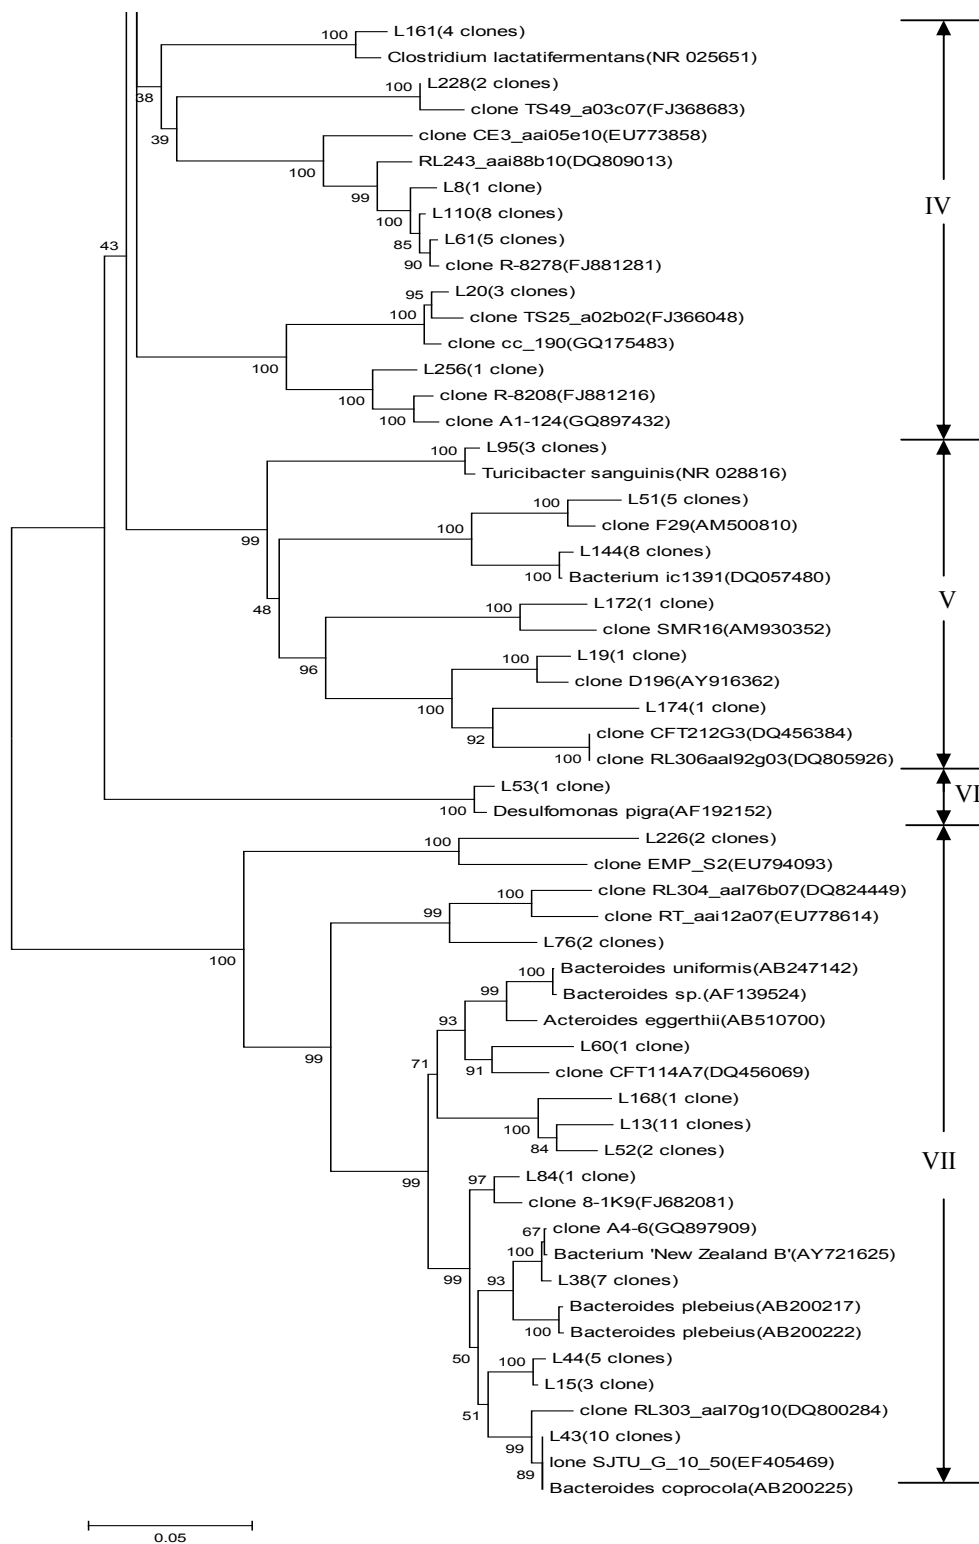 L161(4 clones)
100
Clostridium lactatifermentans(NR 025651)
L228(2 clones)
100
38
clone TS49_a03c07(FJ368683)
clone CE3_aai05e10(EU773858)
39
RL243_aai88b10(DQ809013)
100
L8(1 clone)
99
IV
L110(8 clones)
100
L61(5 clones)
85
43
clone R-8278(FJ881281)
90
L20(3 clones)
95
clone TS25_a02b02(FJ366048)
100
clone cc_190(GQ175483)
100
L256(1 clone)
100
clone R-8208(FJ881216)
100
clone A1-124(GQ897432)
L95(3 clones)
100
Turicibacter sanguinis(NR 028816)
L51(5 clones)
100
clone F29(AM500810)
100
99
L144(8 clones)
100
Bacterium ic1391(DQ057480)
V
L172(1 clone)
48
100
clone SMR16(AM930352)
L19(1 clone)
100
96
clone D196(AY916362)
100
L174(1 clone)
clone CFT212G3(DQ456384)
92
100
clone RL306aal92g03(DQ805926)
L53(1 clone)
VI
100
Desulfomonas pigra(AF192152)
L226(2 clones)
100
clone EMP_S2(EU794093)
clone RL304_aal76b07(DQ824449)
100
clone RT_aai12a07(EU778614)
99
L76(2 clones)
100
Bacteroides uniformis(AB247142)
100
Bacteroides sp.(AF139524)
99
Acteroides eggerthii(AB510700)
93
L60(1 clone)
99
71
91
clone CFT114A7(DQ456069)
L168(1 clone)
100
L13(11 clones)
84
L52(2 clones)
VII
99
L84(1 clone)
97
clone 8-1K9(FJ682081)
clone A4-6(GQ897909)
67
Bacterium 'New Zealand B'(AY721625)
100
99
93
L38(7 clones)
Bacteroides plebeius(AB200217)
100
Bacteroides plebeius(AB200222)
50
L44(5 clones)
100
L15(3 clone)
51
clone RL303_aal70g10(DQ800284)
L43(10 clones)
99
lone SJTU_G_10_50(EF405469)
89
Bacteroides coprocola(AB200225)
0.05